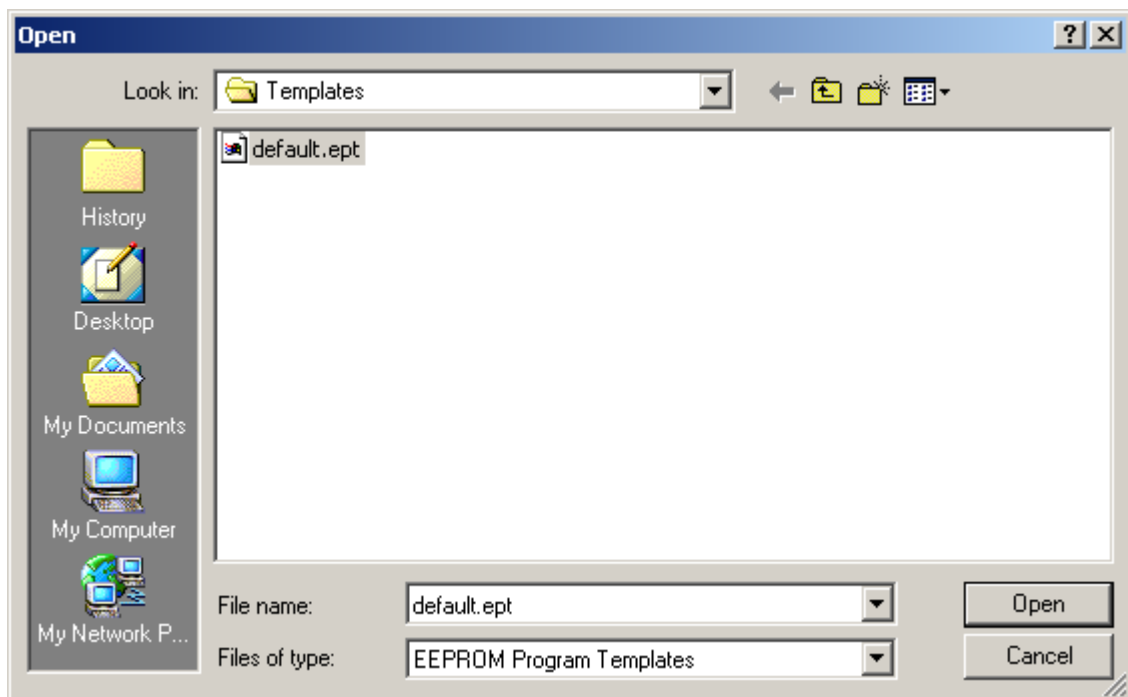 Open
Look in: Templates
default.ept
History
Desktop
My Documents
My Computer
My Network P...
File name: default.ept Open
Files of type: EEPROM Program Templates Cancel